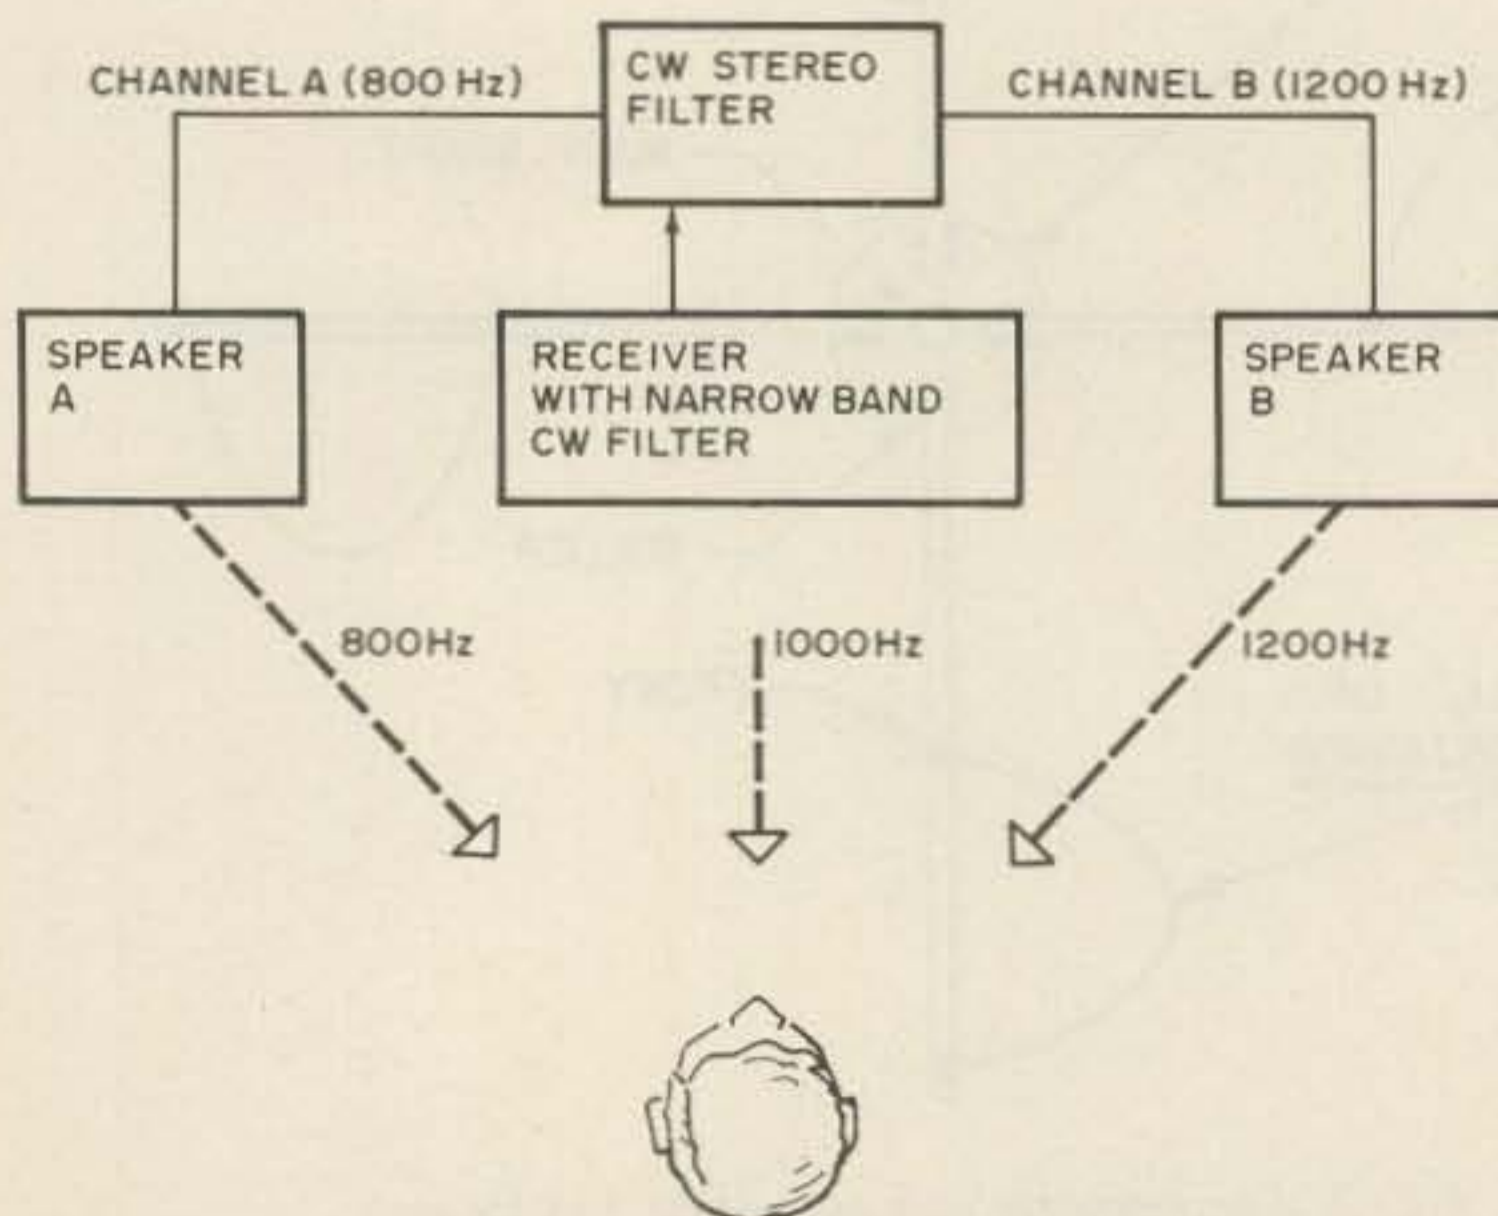 CW STEREO
FILTER
CHANNEL A (800 Hz)
CHANNEL B (1200 Hz)
SPEAKER
A
RECEIVER
WITH NARROW BAND
CW FILTER
SPEAKER
B
800Hz
1000Hz
1200Hz